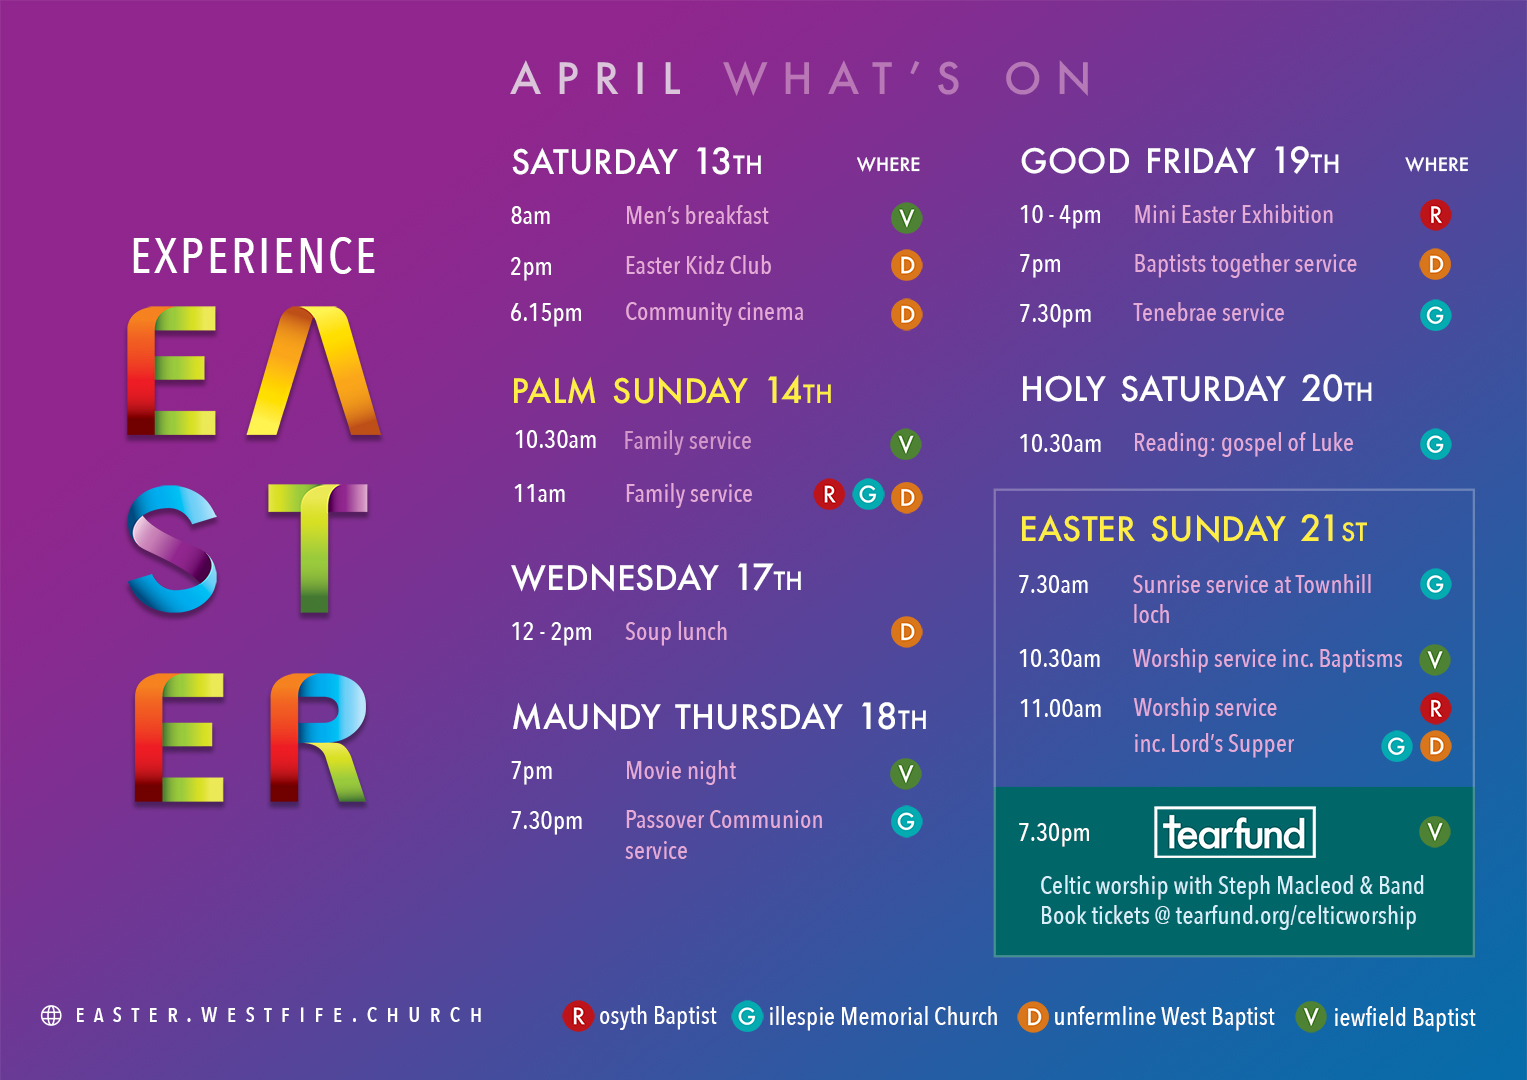 EXPERIENCE
EASTER
APRIL WHAT'S ON
SATURDAY 13TH WHERE
8am Men's breakfast V
2pm Easter Kidz Club D
6.15pm Community cinema D
PALM SUNDAY 14TH
10.30am Family service V
11am Family service R G D
WEDNESDAY 17TH
12 - 2pm Soup lunch D
MAUNDY THURSDAY 18TH
7pm Movie night V
7.30pm Passover Communion G
service
GOOD FRIDAY 19TH WHERE
10 - 4pm Mini Easter Exhibition R
7pm Baptists together service D
7.30pm Tenebrae service G
HOLY SATURDAY 20TH
10.30am Reading: gospel of Luke G
EASTER SUNDAY 21ST
7.30am Sunrise service at Townhill G
loch
10.30am Worship service inc. Baptisms V
11.00am Worship service R
inc. Lord's Supper G D
7.30pm tearfund V
Celtic worship with Steph Macleod & Band
Book tickets @ tearfund.org/celticworship
EASTER.WESTFIFE.CHURCH
Rosyth Baptist Gillespie Memorial Church Dunfermline West Baptist Viewfield Baptist